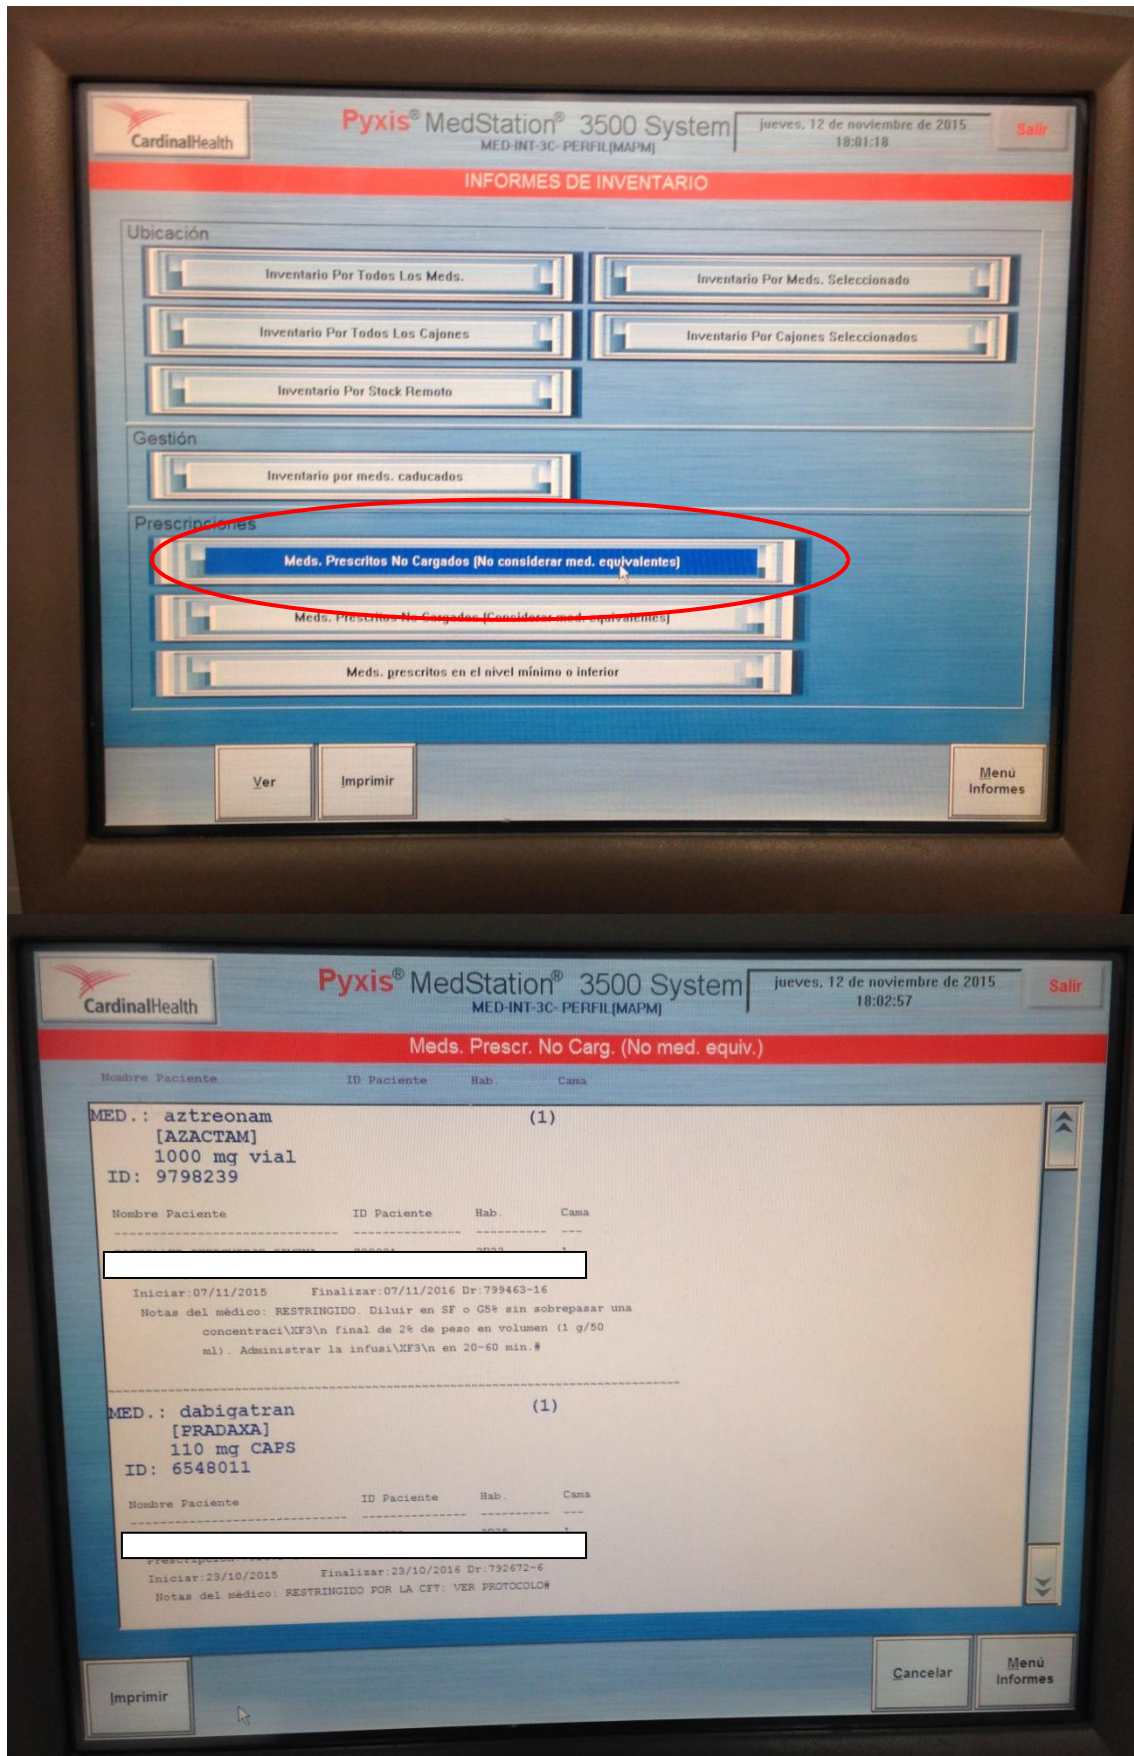 CardinalHealth
Pyxis® MedStation® 3500 System
MED-INT-3C- PERFIL(MAPM)
jueves, 12 de noviembre de 2015
18:01:18
Salir
INFORMES DE INVENTARIO
Ubicación
Inventario Por Todos Los Meds.
Inventario Por Meds. Seleccionado
Inventario Por Todos Los Cajones
Inventario Por Cajones Seleccionados
Inventario Por Stock Remoto
Gestión
Inventario por meds. caducados
Prescripciones
Meds. Prescritos No Cargados (No considerar med. equivalentes)
Meds. Prescritos No Cargados (Considerar med. equivalentes)
Meds. prescritos en el nivel mínimo o inferior
Ver
Imprimir
Menú Informes
CardinalHealth
Pyxis® MedStation® 3500 System
MED-INT-3C- PERFIL(MAPM)
jueves, 12 de noviembre de 2015
18:02:57
Salir
Meds. Prescr. No Carg. (No med. equiv.)
Nombre Paciente ID Paciente Hab. Cama
MED.: aztreonam (1)
[AZACTAM]
1000 mg vial
ID: 9798239
Nombre Paciente ID Paciente Hab. Cama
Iniciar:07/11/2015 Finalizar:07/11/2016 Dr:799463-16
Notas del médico: RESTRINGIDO. Diluir en SF o G5% sin sobrepasar una
concentraci\XF3\n final de 2% de peso en volumen (1 g/50
ml). Administrar la infusi\XF3\n en 20-60 min.#
MED.: dabigatran (1)
[PRADAXA]
110 mg CAPS
ID: 6548011
Nombre Paciente ID Paciente Hab. Cama
Iniciar:23/10/2015 Finalizar:23/10/2016 Dr:792672-6
Notas del médico: RESTRINGIDO POR LA CFT: VER PROTOCOLO#
Imprimir
Cancelar
Menú Informes